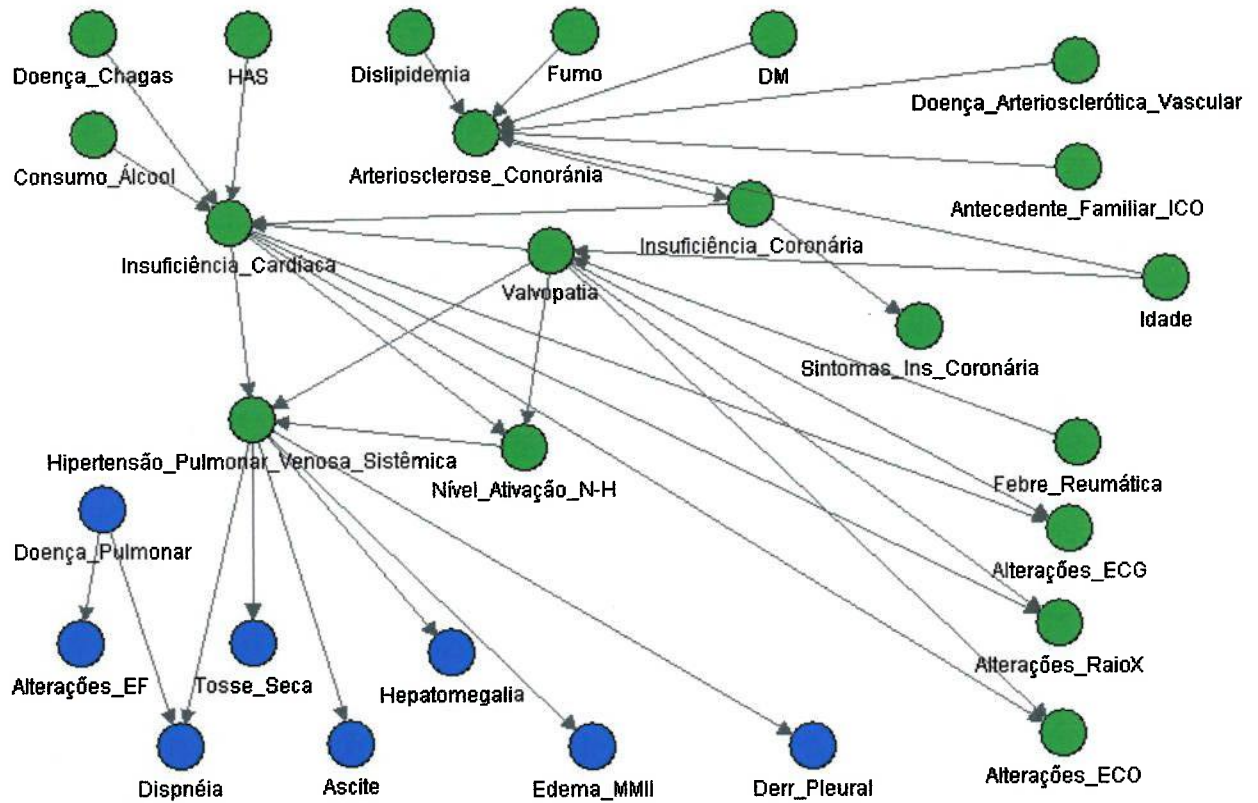 Doença_Chagas
HAS
Dislipidemia
Fumo
DM
Doença_Arteriosclerótica_Vascular
Consumo_Álcool
Arteriosclerose_Conoránia
Antecedente_Familiar_ICO
Insuficiência_Cardíaca
Insuficiência_Coronária
Valvopatia
Idade
Sintomas_Ins_Coronária
Hipertensão_Pulmonar_Venosa_Sistêmica
Nível_Ativação_N-H
Febre_Reumática
Doença_Pulmonar
Alterações_ECG
Alterações_EF
Tosse_Seca
Hepatomegalia
Alterações_RaioX
Dispnéia
Ascite
Edema_MMII
Derr_Pleural
Alterações_ECO